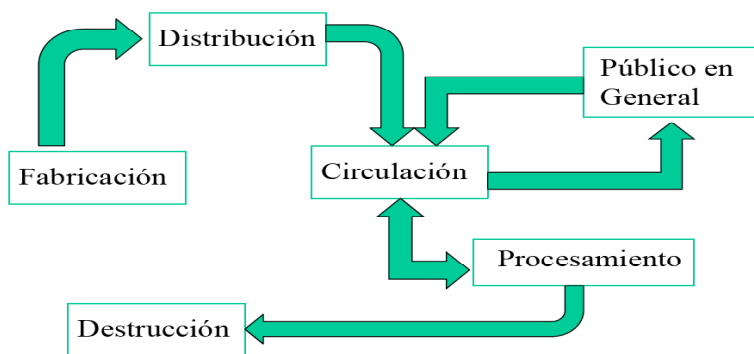 Distribución
Público en
General
Fabricación
Circulación
Procesamiento
Destrucción